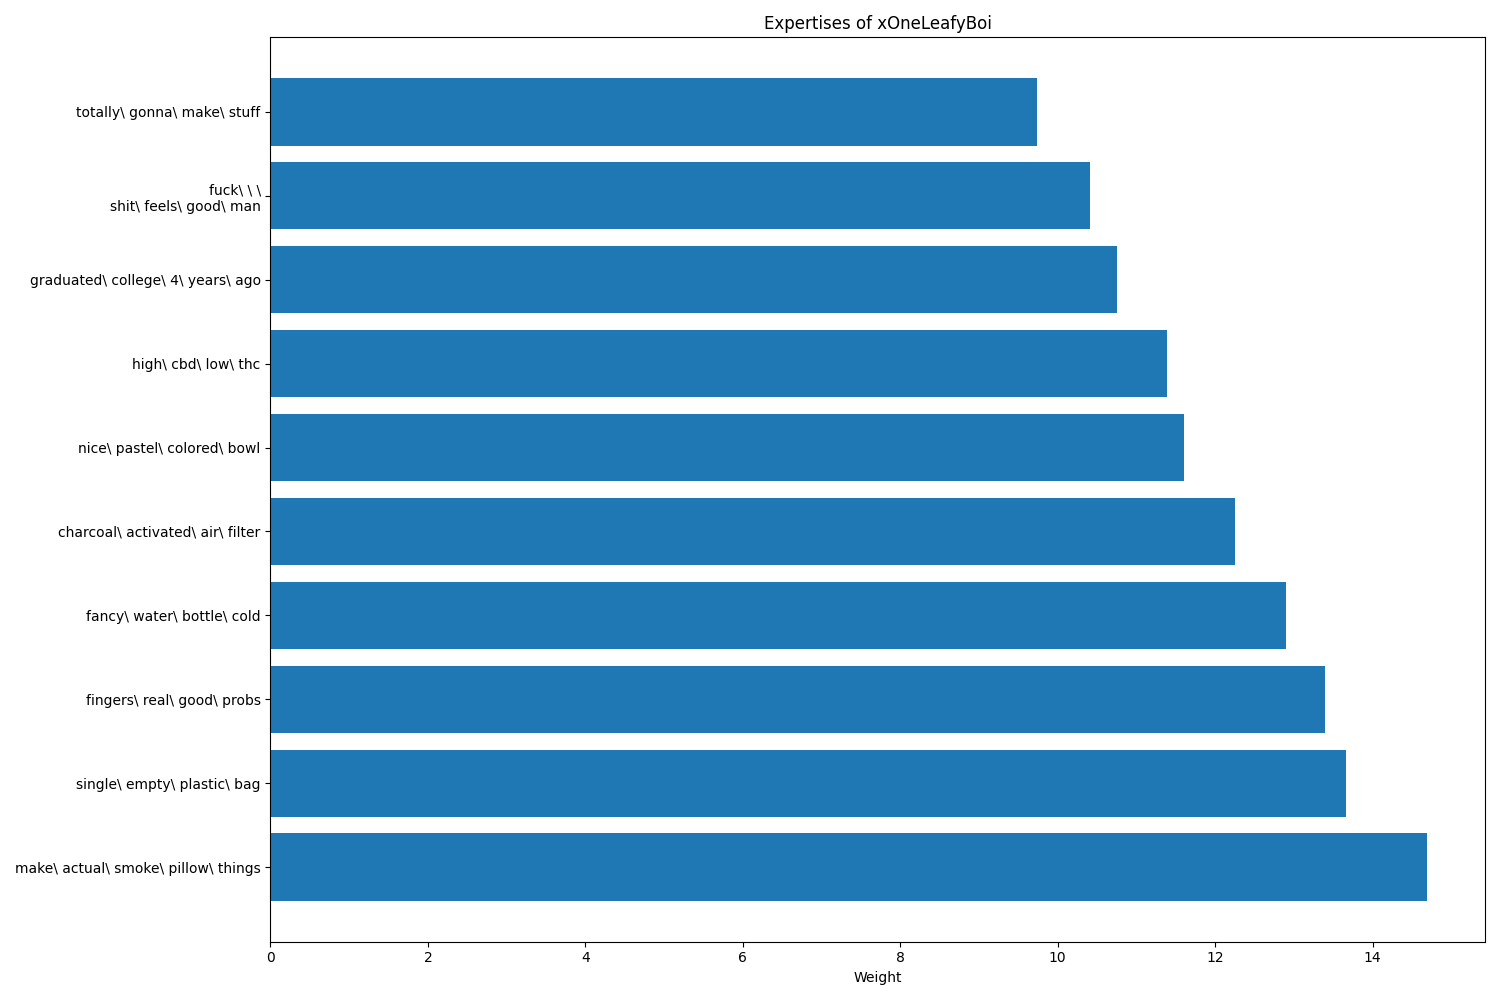 Expertises of xOneLeafyBoi
totally\ gonna\ make\ stuff
fuck\ \ \
shit\ feels\ good\ man
graduated\ college\ 4\ years\ ago
high\ cbd\ low\ thc
nice\ pastel\ colored\ bowl
charcoal\ activated\ air\ filter
fancy\ water\ bottle\ cold
fingers\ real\ good\ probs
single\ empty\ plastic\ bag
make\ actual\ smoke\ pillow\ things
0 2 4 6 8 10 12 14
Weight